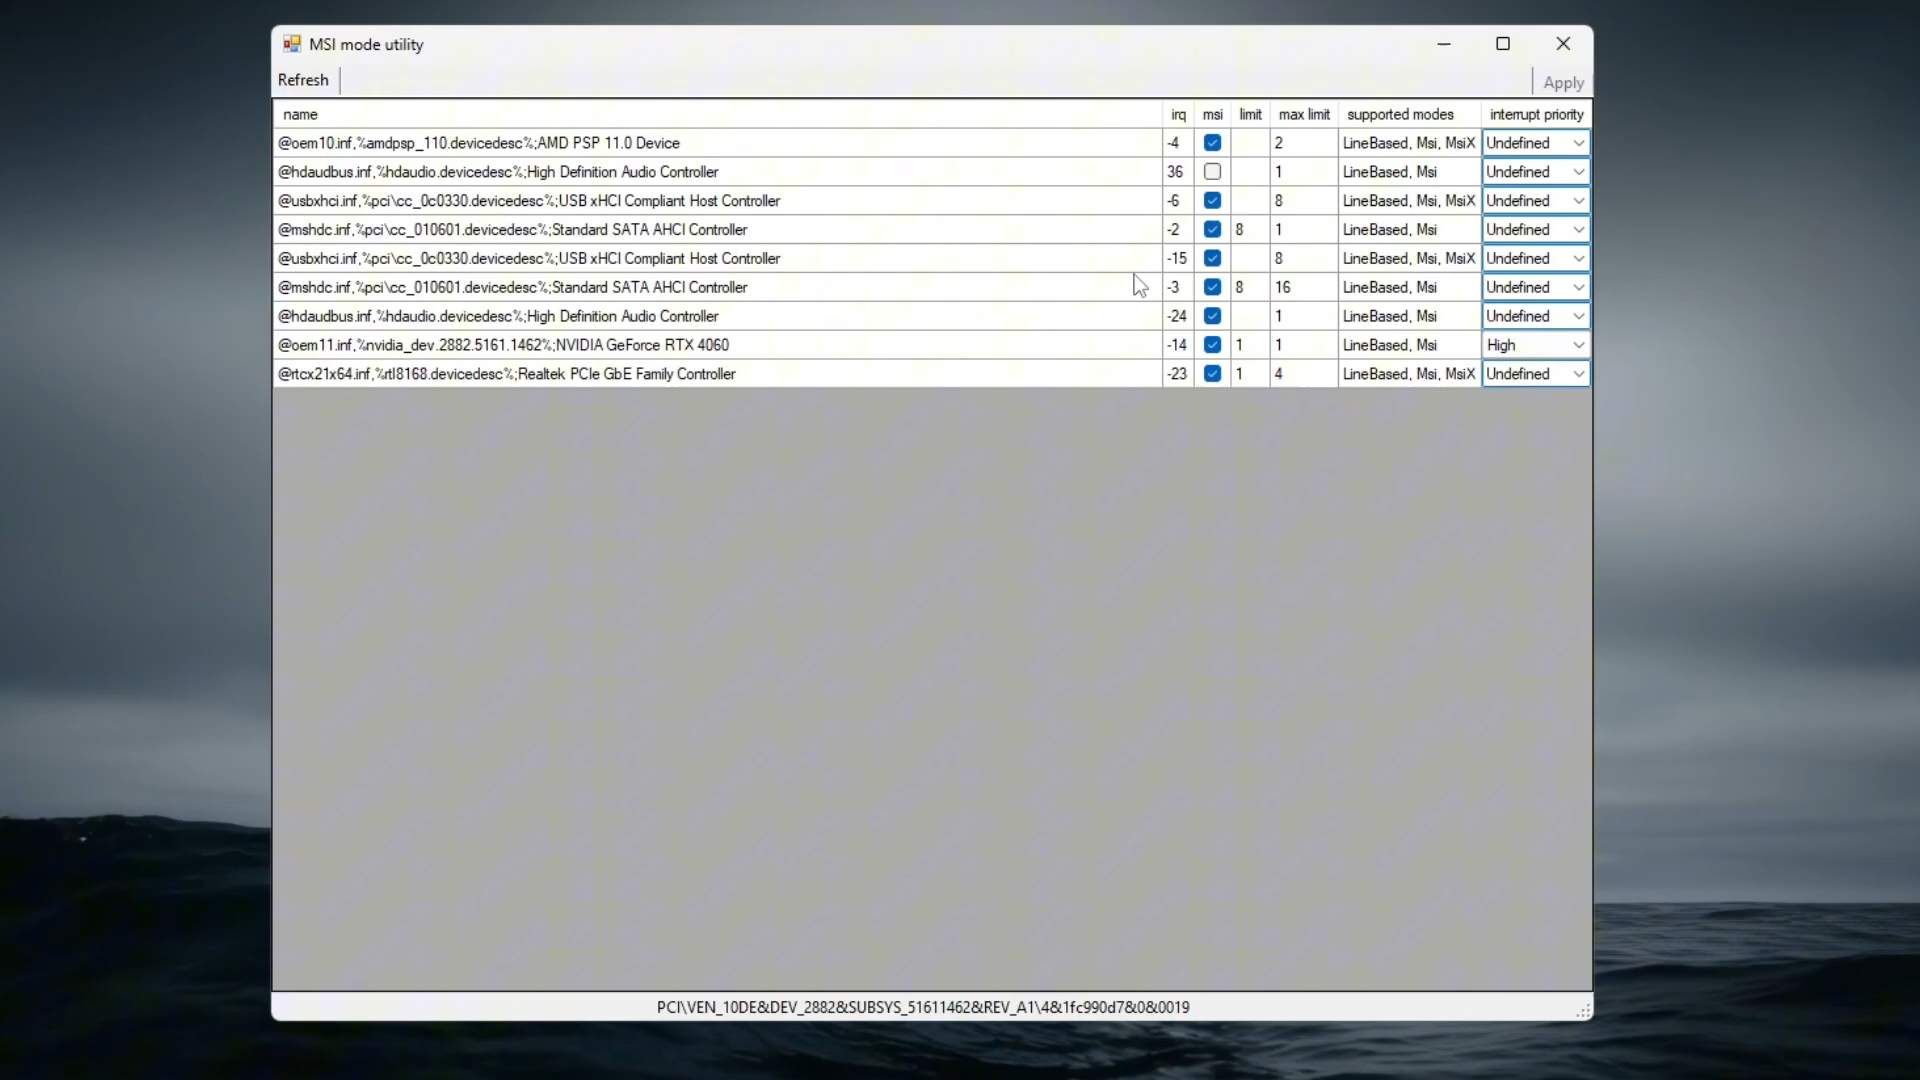 MSI mode utility
Refresh Apply
name irq msi limit max limit supported modes interrupt priority
@oem10.inf,%amdpsp_110.devicedesc%;AMD PSP 11.0 Device -4 2 LineBased, Msi, MsiX Undefined
@hdaudbus.inf,%hdaudio.devicedesc%;High Definition Audio Controller 36 1 LineBased, Msi Undefined
@usbxhci.inf,%pci\cc_0c0330.devicedesc%;USB xHCI Compliant Host Controller -6 8 LineBased, Msi, MsiX Undefined
@mshdc.inf,%pci\cc_010601.devicedesc%;Standard SATA AHCI Controller -2 8 1 LineBased, Msi Undefined
@usbxhci.inf,%pci\cc_0c0330.devicedesc%;USB xHCI Compliant Host Controller -15 8 LineBased, Msi, MsiX Undefined
@mshdc.inf,%pci\cc_010601.devicedesc%;Standard SATA AHCI Controller -3 8 16 LineBased, Msi Undefined
@hdaudbus.inf,%hdaudio.devicedesc%;High Definition Audio Controller -24 1 LineBased, Msi Undefined
@oem11.inf,%nvidia_dev.2882.5161.1462%;NVIDIA GeForce RTX 4060 -14 1 1 LineBased, Msi High
@rtcx21x64.inf,%rtl8168.devicedesc%;Realtek PCIe GbE Family Controller -23 1 4 LineBased, Msi, MsiX Undefined
PCI\VEN_10DE&DEV_2882&SUBSYS_51611462&REV_A1\4&1fc990d7&0&0019